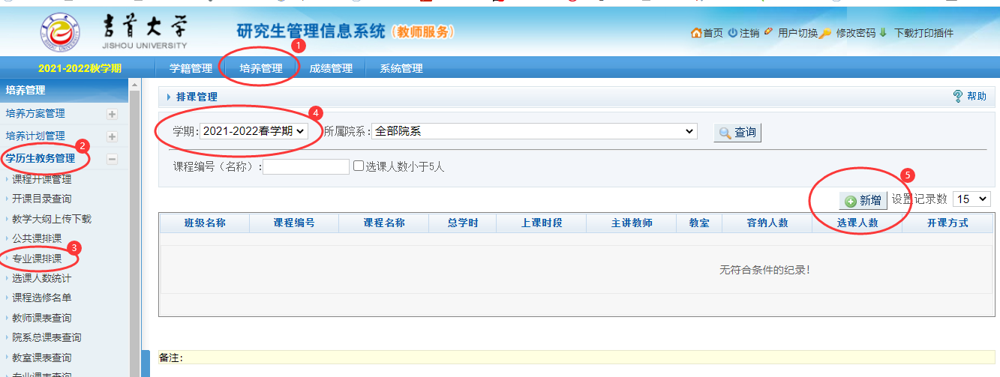 吉首大学
JISHOU UNIVERSITY
研究生管理信息系统(教师服务)
首页 注销 用户切换 修改密码 下载打印插件
1
2021-2022秋学期 学籍管理 培养管理 成绩管理 系统管理
培养管理
培养方案管理
培养计划管理
2
学历生教务管理
课程开课管理
开课目录查询
教学大纲上传下载
公共课排课
3
专业课排课
选课人数统计
课程选修名单
教师课表查询
院系总课表查询
教室课表查询
专业课表查询
排课管理 帮助
4
学期: 2021-2022春学期 所属院系: 全部院系 查询
课程编号（名称）: 选课人数小于5人
5
新增 设置记录数 15
班级名称 课程编号 课程名称 总学时 上课时段 主讲教师 教室 容纳人数 选课人数 开课方式
无符合条件的纪录!
备注: